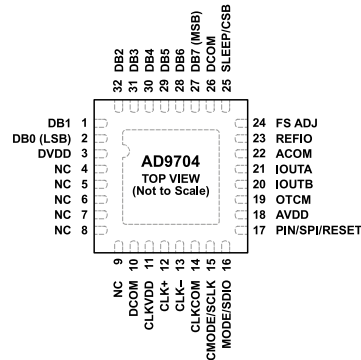 32 DB2
31 DB3
30 DB4
29 DB5
28 DB6
27 DB7 (MSB)
26 DCOM
25 SLEEP/CSB
DB1 1
DB0 (LSB) 2
DVDD 3
NC 4
NC 5
NC 6
NC 7
NC 8
AD9704
TOP VIEW
(Not to Scale)
24 FS ADJ
23 REFIO
22 ACOM
21 IOUTA
20 IOUTB
19 OTCM
18 AVDD
17 PIN/SPI/RESET
NC 9
DCOM 10
CLKVDD 11
CLK+ 12
CLK– 13
CLKCOM 14
CMODE/SCLK 15
MODE/SDIO 16